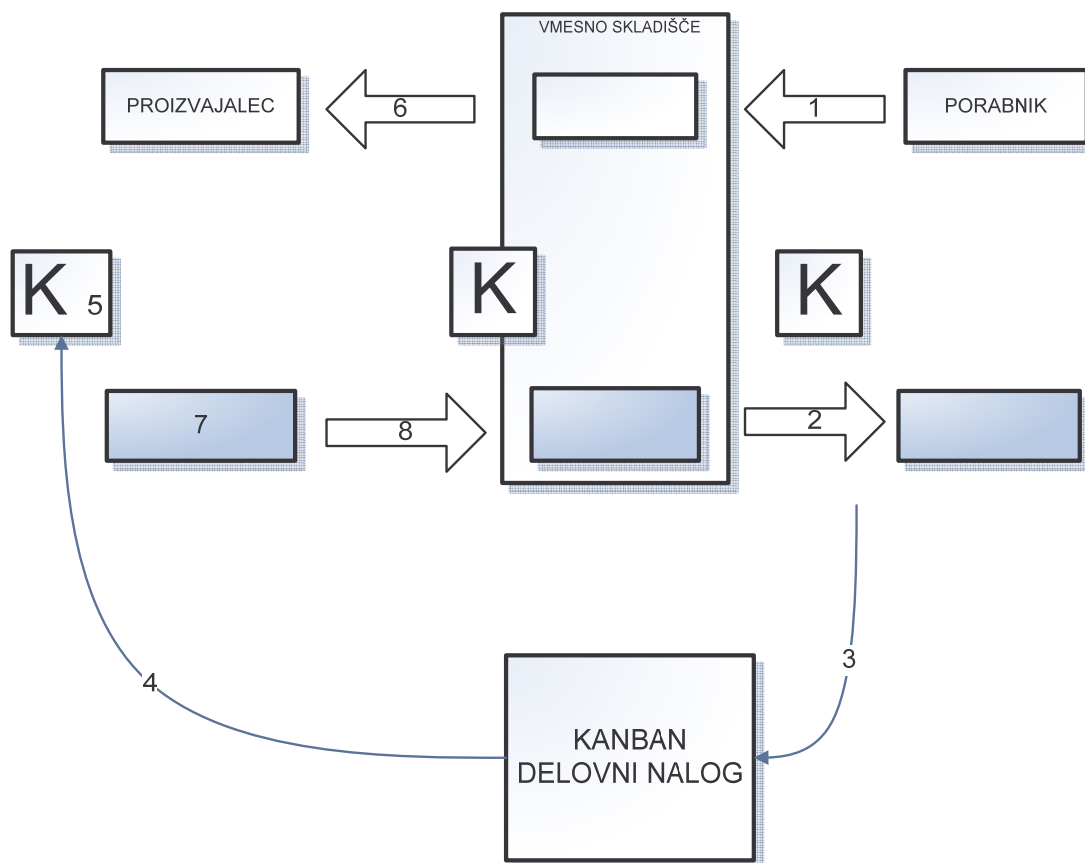 VMESNO SKLADIŠČE
PROIZVAJALEC
6
1
PORABNIK
K 5
K
K
7
8
2
3
4
KANBAN
DELOVNI NALOG